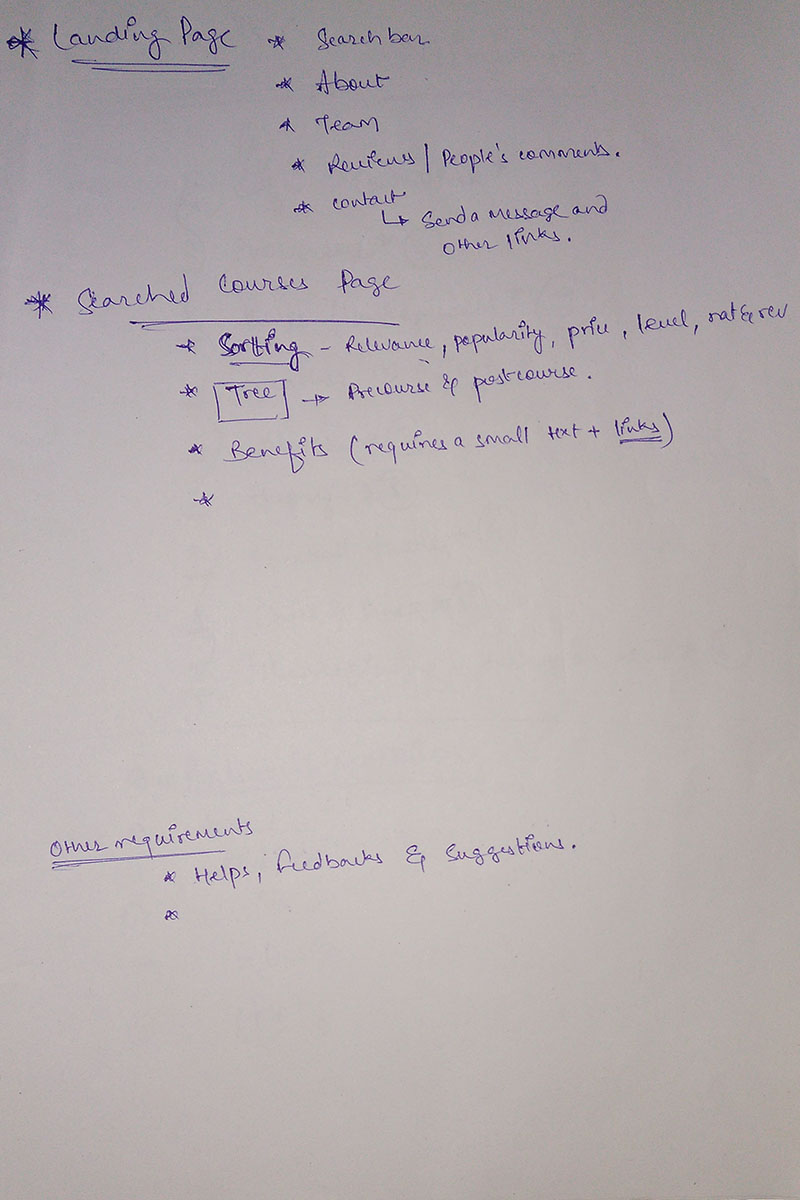 * Landing Page * Search bar
* About
* Team
* Reviews | People's comments.
* contact
↳ Send a message and
other links.
* Searched Courses Page
* Sorting - Relevance, popularity, price, level, rat & rev
* Tree → Precourse & postcourse.
* Benefits (requires a small text + links)
*
Other requirements
* Helps, Feedbacks & Suggestions.
*